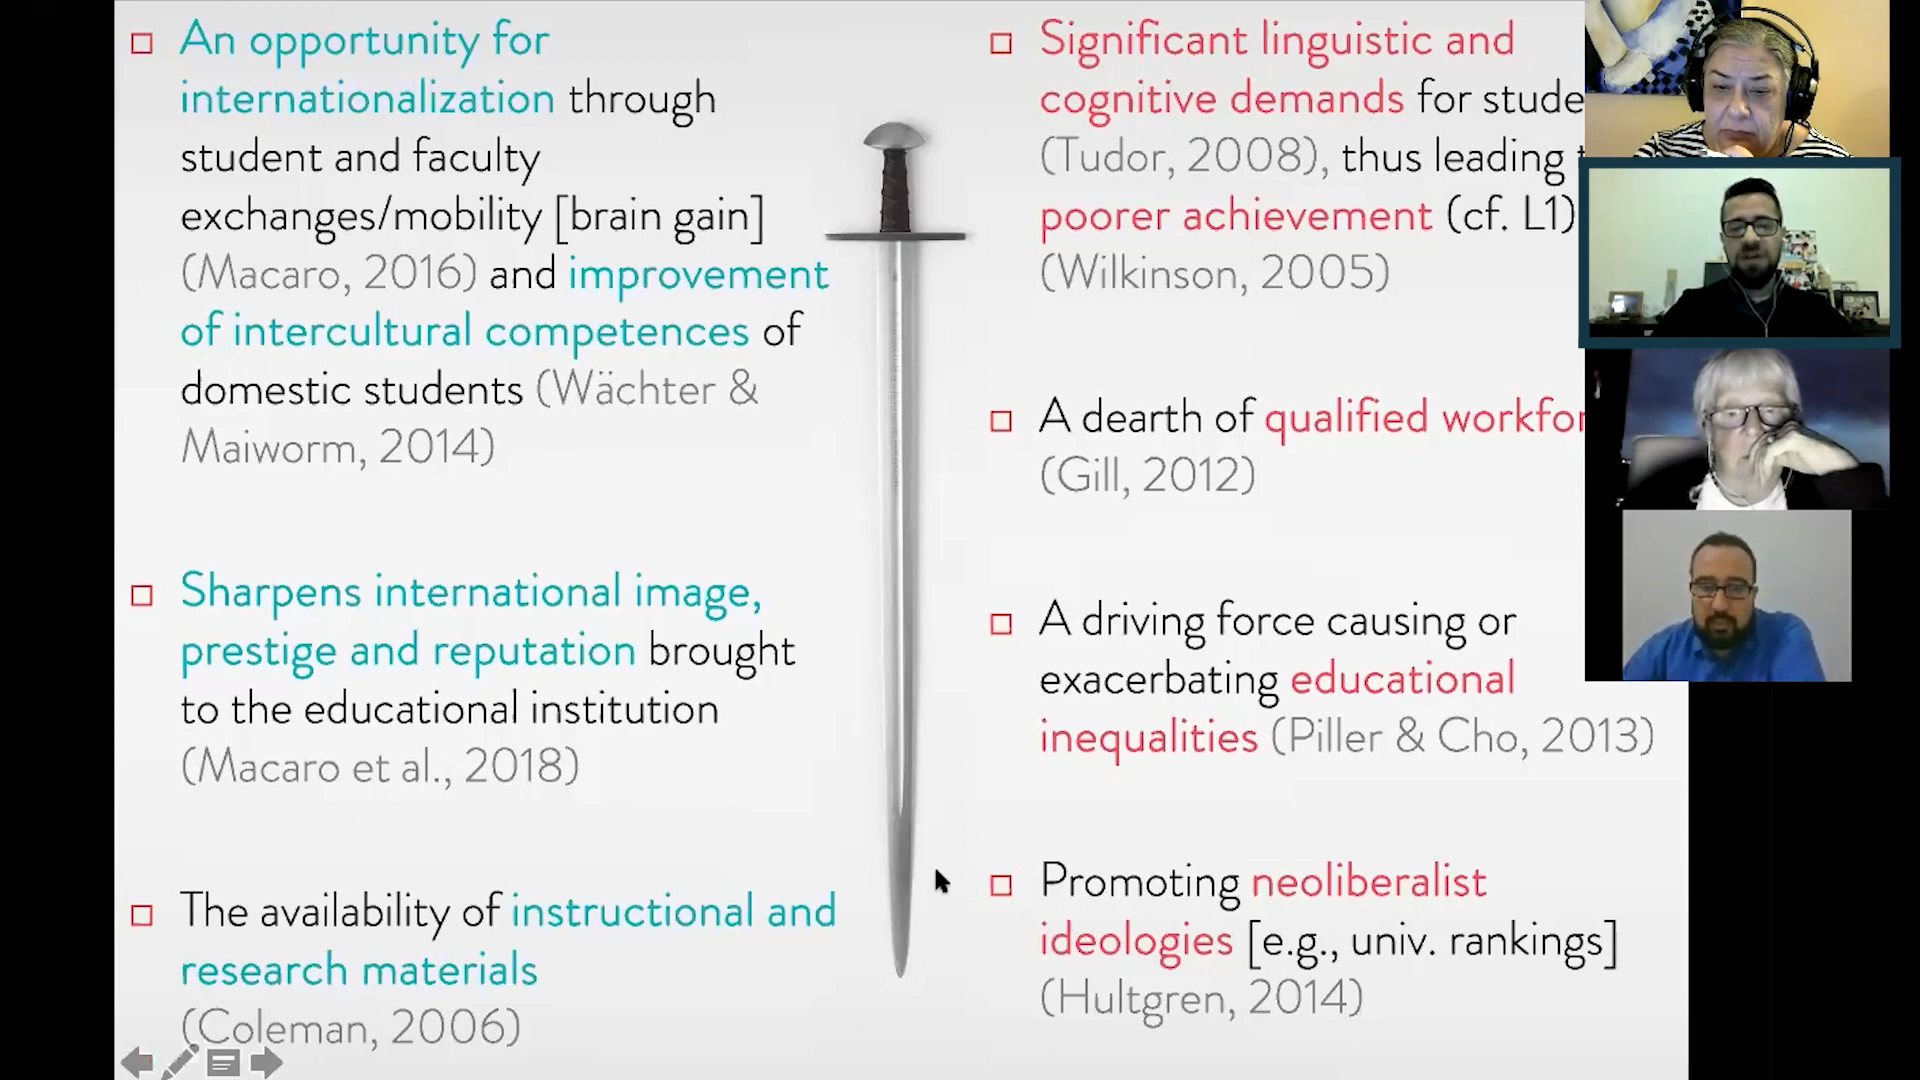 An opportunity for
internationalization through
student and faculty
exchanges/mobility [brain gain]
(Macaro, 2016) and improvement
of intercultural competences of
domestic students (Wächter &
Maiworm, 2014)
Sharpens international image,
prestige and reputation brought
to the educational institution
(Macaro et al., 2018)
The availability of instructional and
research materials
(Coleman, 2006)
Significant linguistic and
cognitive demands for stude
(Tudor, 2008), thus leading
poorer achievement (cf. L1)
(Wilkinson, 2005)
A dearth of qualified workfor
(Gill, 2012)
A driving force causing or
exacerbating educational
inequalities (Piller & Cho, 2013)
Promoting neoliberalist
ideologies [e.g., univ. rankings]
(Hultgren, 2014)